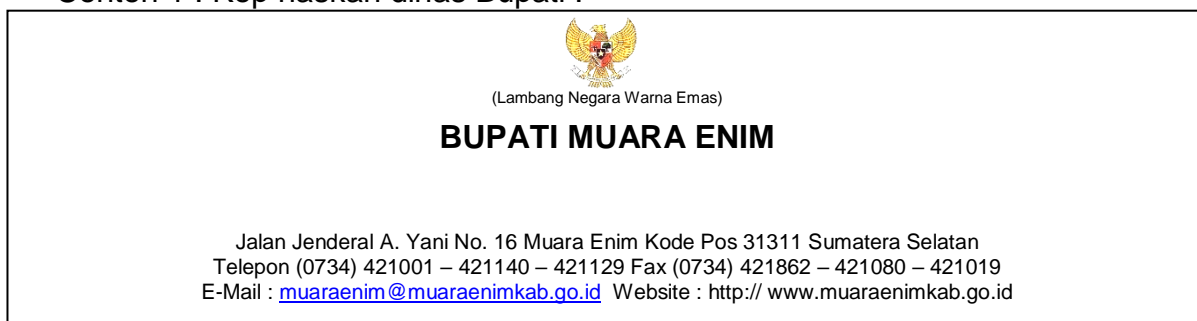 (Lambang Negara Warna Emas)
BUPATI MUARA ENIM
Jalan Jenderal A. Yani No. 16 Muara Enim Kode Pos 31311 Sumatera Selatan
Telepon (0734) 421001 – 421140 – 421129 Fax (0734) 421862 – 421080 – 421019
E-Mail : muaraenim@muaraenimkab.go.id Website : http:// www.muaraenimkab.go.id